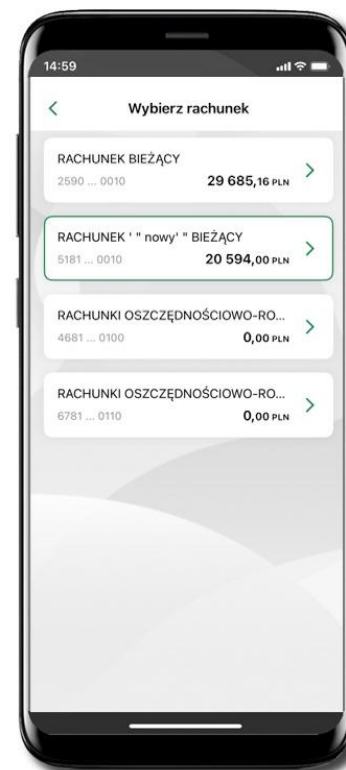 14:59
Wybierz rachunek
RACHUNEK BIEŻĄCY
2590 ... 0010 29 685,16 PLN
RACHUNEK ' " nowy' " BIEŻĄCY
5181 ... 0010 20 594,00 PLN
RACHUNKI OSZCZĘDNOŚCIOWO-RO...
4681 ... 0100 0,00 PLN
RACHUNKI OSZCZĘDNOŚCIOWO-RO...
6781 ... 0110 0,00 PLN